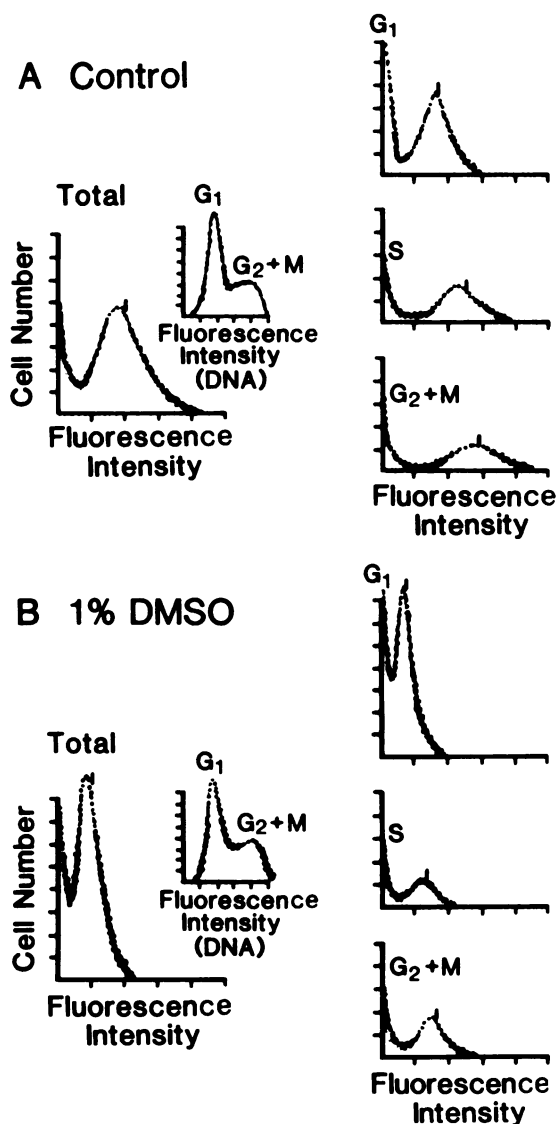 A Control
Total
Cell Number
Fluorescence
Intensity
G1
G2+M
Fluorescence
Intensity
(DNA)
G1
S
G2+M
Fluorescence
Intensity
B 1% DMSO
Total
Cell Number
Fluorescence
Intensity
G1
G2+M
Fluorescence
Intensity
(DNA)
G1
S
G2+M
Fluorescence
Intensity